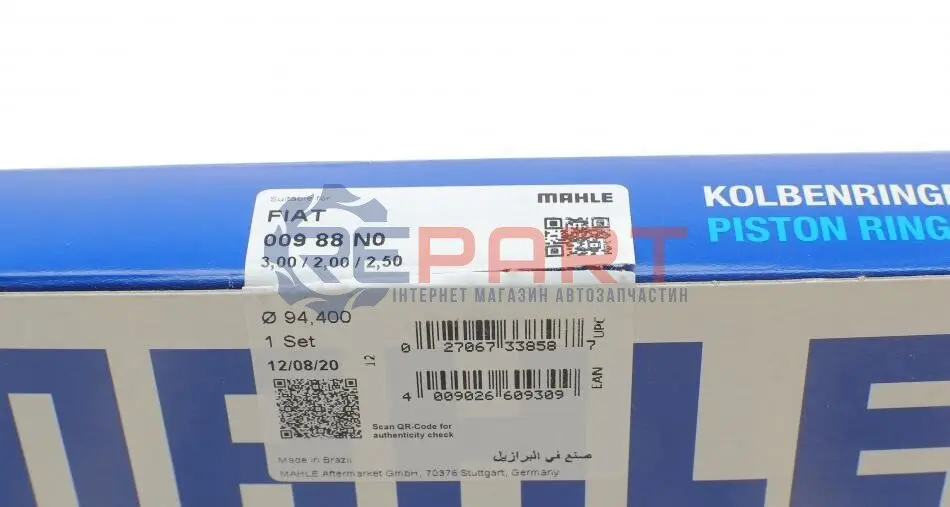 Suitable for
FIAT
009 88 N0
3,00 / 2,00 / 2,50
MAHLE
KOLBENRINGE
PISTON RING
EPART
ІНТЕРНЕТ МАГАЗИН АВТОЗАПЧАСТИН
Ø 94,400
1 Set
12/08/20
12
0 27067 33858 7
UPC
4 009026 609309
EAN
Scan QR-Code for
authenticity check
Made in Brazil
صنع في البرازيل
MAHLE Aftermarket GmbH, 70376 Stuttgart, Germany
MAHLE